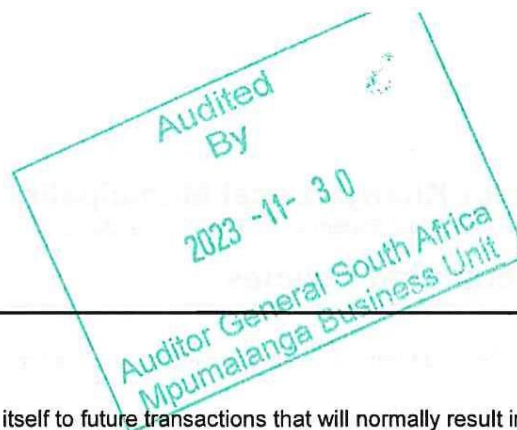 Audited
By
2023 -11- 30
Auditor General South Africa
Mpumalanga Business Unit
itself to future transactions that will normally result in